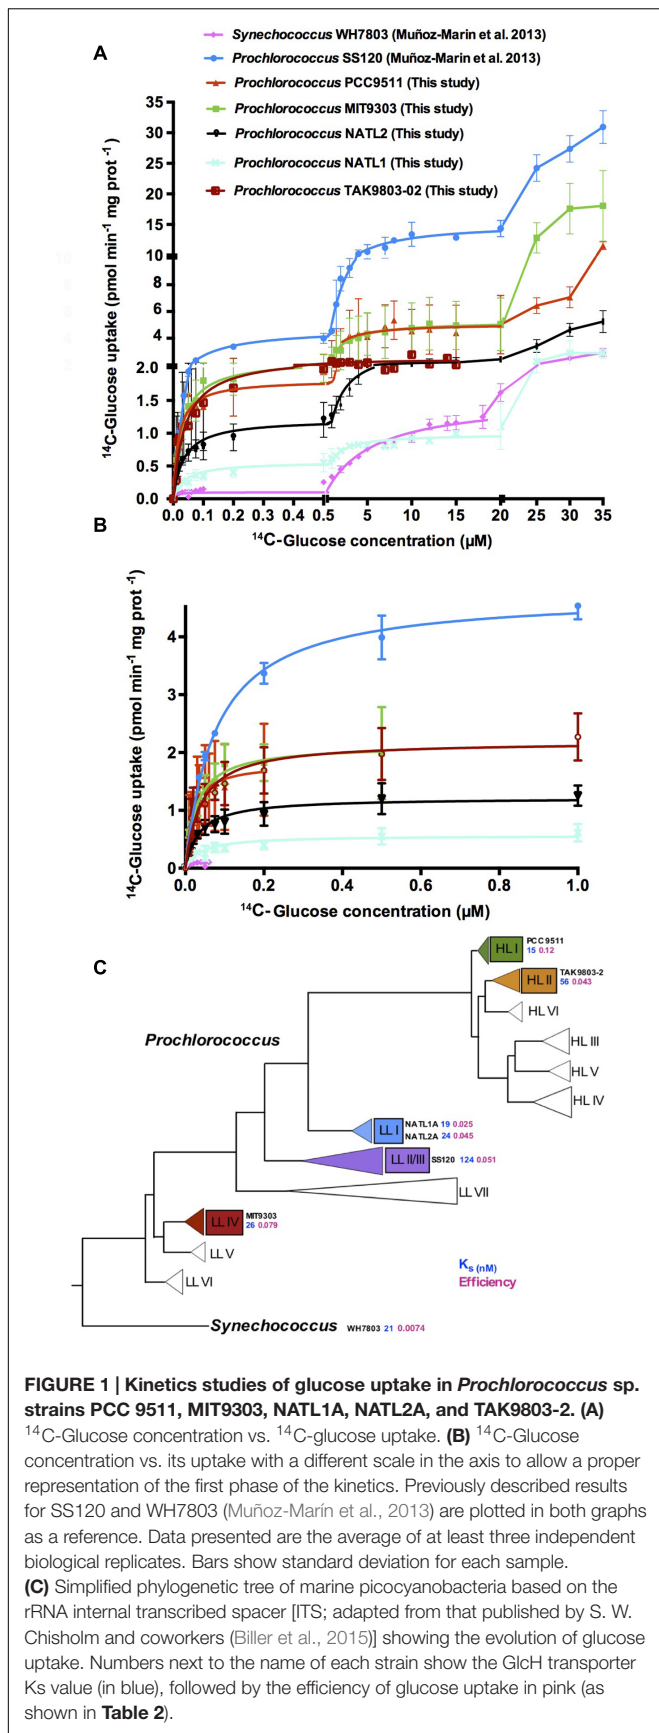 Synechococcus WH7803 (Muñoz-Marin et al. 2013)
A
Prochlorococcus SS120 (Muñoz-Marin et al. 2013)
Prochlorococcus PCC9511 (This study)
Prochlorococcus MIT9303 (This study)
Prochlorococcus NATL2 (This study)
Prochlorococcus NATL1 (This study)
Prochlorococcus TAK9803-02 (This study)
35
30
25
20
15
10
8
6
4
2.0
1.5
1.0
0.5
0.0
¹⁴C-Glucose uptake (pmol min⁻¹ mg prot ⁻¹)
0.0 0.1 0.2 0.3 0.4 0.5 5 10 15 20 25 30 35
¹⁴C-Glucose concentration (µM)
B
¹⁴C-Glucose uptake (pmol min⁻¹ mg prot ⁻¹)
4
3
2
1
0
0.0 0.2 0.4 0.6 0.8 1.0
¹⁴C- Glucose concentration (µM)
C
HL I PCC 9511
15 0.12
HL II TAK9803-2
56 0.043
HL VI
Prochlorococcus
HL III
HL V
HL IV
LL I NATL1A 19 0.025
NATL2A 24 0.045
LL II/III SS120 124 0.051
LL VII
LL IV MIT9303
26 0.079
LL V
LL VI
Ks (nM)
Efficiency
Synechococcus WH7803 21 0.0074
FIGURE 1 | Kinetics studies of glucose uptake in Prochlorococcus sp.
strains PCC 9511, MIT9303, NATL1A, NATL2A, and TAK9803-2. (A)
¹⁴C-Glucose concentration vs. ¹⁴C-glucose uptake. (B) ¹⁴C-Glucose
concentration vs. its uptake with a different scale in the axis to allow a proper
representation of the first phase of the kinetics. Previously described results
for SS120 and WH7803 (Muñoz-Marín et al., 2013) are plotted in both graphs
as a reference. Data presented are the average of at least three independent
biological replicates. Bars show standard deviation for each sample.
(C) Simplified phylogenetic tree of marine picocyanobacteria based on the
rRNA internal transcribed spacer [ITS; adapted from that published by S. W.
Chisholm and coworkers (Biller et al., 2015)] showing the evolution of glucose
uptake. Numbers next to the name of each strain show the GlcH transporter
Ks value (in blue), followed by the efficiency of glucose uptake in pink (as
shown in Table 2).